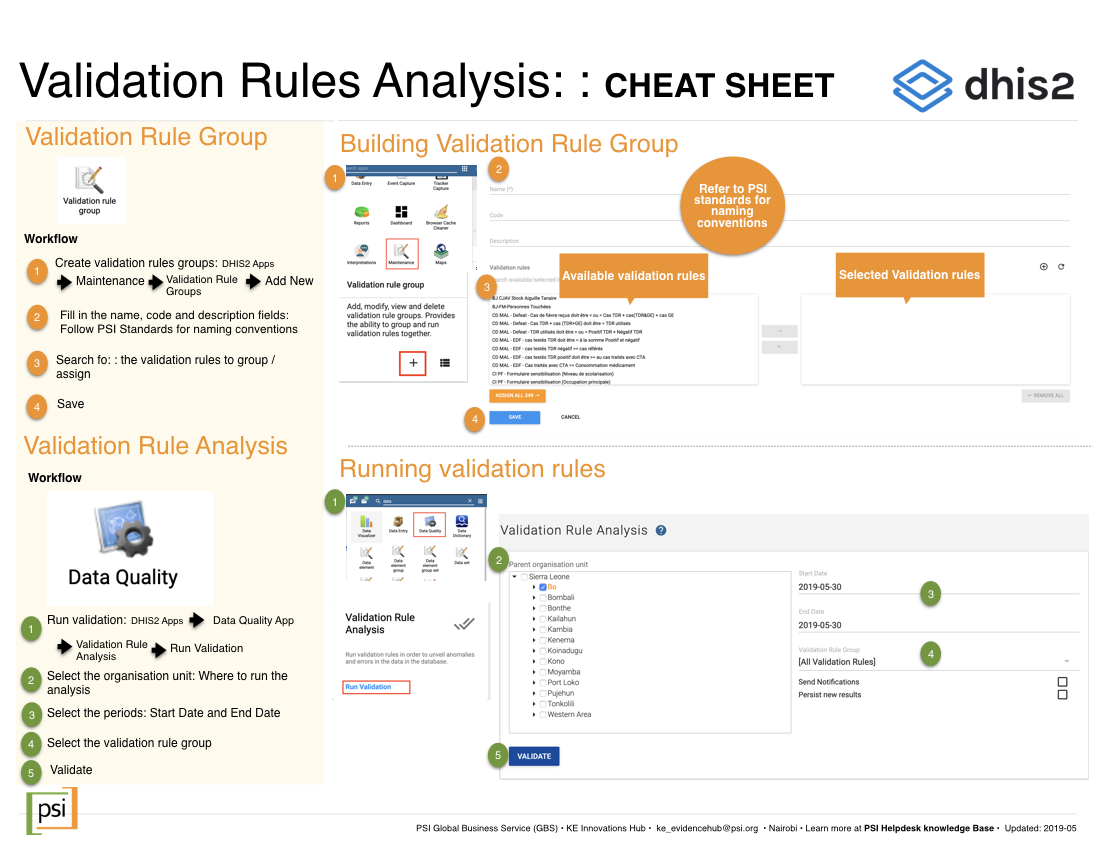 Validation Rules Analysis: : CHEAT SHEET
dhis2
Validation Rule Group
Validation rule
group
Workflow
1 Create validation rules groups: DHIS2 Apps
Maintenance Validation Rule
Groups Add New
2 Fill in the name, code and description fields:
Follow PSI Standards for naming conventions
3 Search fo: : the validation rules to group /
assign
4 Save
Validation Rule Analysis
Workflow
Data Quality
1 Run validation: DHIS2 Apps Data Quality App
Validation Rule
Analysis Run Validation
2 Select the organisation unit: Where to run the
analysis
3 Select the periods: Start Date and End Date
4 Select the validation rule group
5 Validate
Building Validation Rule Group
1
Data Entry Event Capture Tracker
Capture
Reports Dashboard Browser Cache
Cleaner
Interpretations Maintenance Maps
Validation rule group
Add, modify, view and delete
validation rule groups. Provides
the ability to group and run
validation rules together.
2
Name (*)
Code
Description
Refer to PSI
standards for
naming
conventions
Validation rules
Available validation rules
Selected Validation rules
3
BJ CJAV Stock Aiguille Tanaire
BJ-FM-Personnes Touchées
CD MAL - Defat - Cas de fièvre reçus doit être < ou = Cas TDR + cas(TDR&GE) + cas GE
CD MAL - Defat - Cas TDR + cas (TDR+GE) doit être = TDR utilisés
CD MAL - Defat - TDR utilisés doit être < ou = Positif TDR + Négatif TDR
CD MAL - EDF - cas testés TDR doit être = à la somme Positif et négatif
CD MAL - EDF - cas testés TDR négatif == cas référés
CD MAL - EDF - cas testés TDR positif doit être == au cas traités avec CTA
CD MAL - EDF - Cas traités avec CTA == Consommation médicament
CI PF - Formulaire sensibilisation (Niveau de scolarisation)
CI PF - Formulaire sensibilisation (Occupation principale)
ASSIGN ALL 349 →
← REMOVE ALL
4 SAVE CANCEL
Running validation rules
1
data
Data
Visualizer Data Entry Data Quality Data
Dictionary
Data
element Data
element
group Data
element
group set Data set
Validation Rule
Analysis
Run validation rules in order to unveil anomalies
and errors in the data in the database.
Run Validation
Validation Rule Analysis ?
2 Parent organisation unit
Sierra Leone
Bo
Bombali
Bonthe
Kailahun
Kambia
Kenema
Koinadugu
Kono
Moyamba
Port Loko
Pujehun
Tonkolili
Western Area
Start Date
2019-05-30
3
End Date
2019-05-30
Validation Rule Group
[All Validation Rules]
4
Send Notifications
Persist new results
5 VALIDATE
psi
PSI Global Business Service (GBS) • KE Innovations Hub • ke_evidencehub@psi.org • Nairobi • Learn more at PSI Helpdesk knowledge Base • Updated: 2019-05